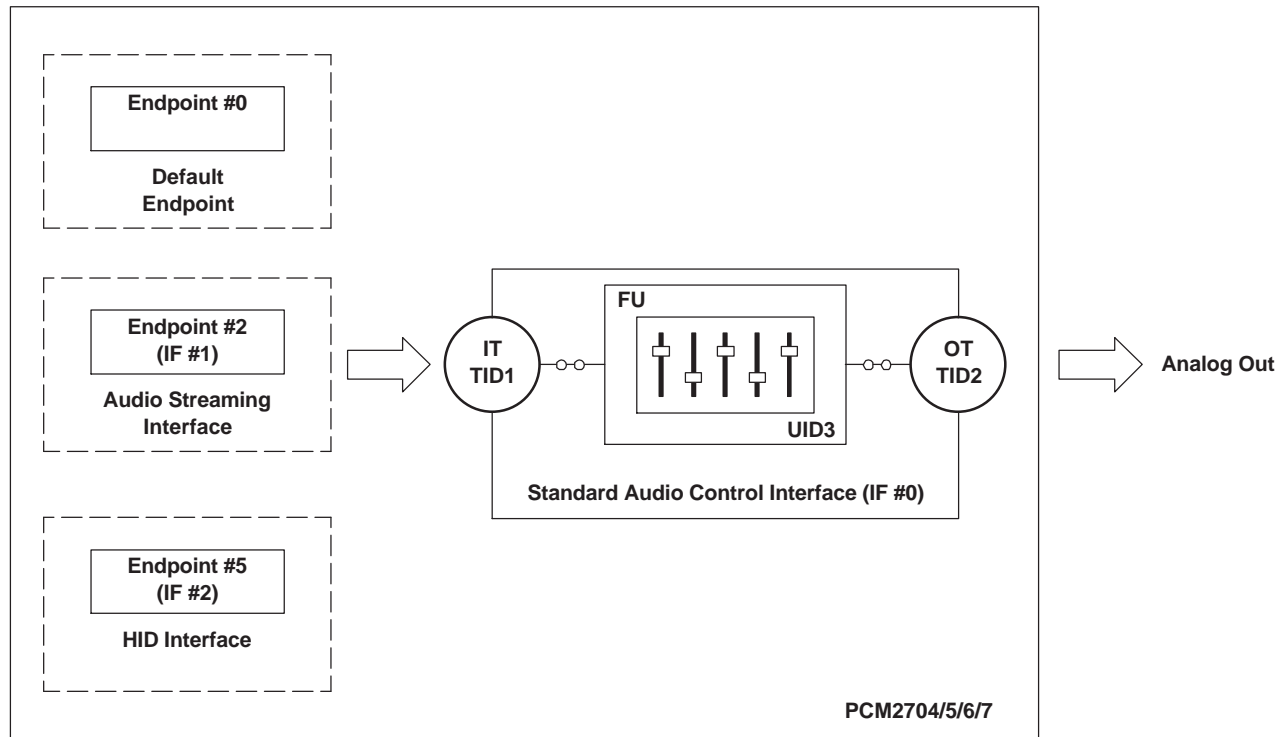 Endpoint #0
Default
Endpoint
Endpoint #2
(IF #1)
Audio Streaming
Interface
Endpoint #5
(IF #2)
HID Interface
IT
TID1
FU
UID3
OT
TID2
Standard Audio Control Interface (IF #0)
Analog Out
PCM2704/5/6/7